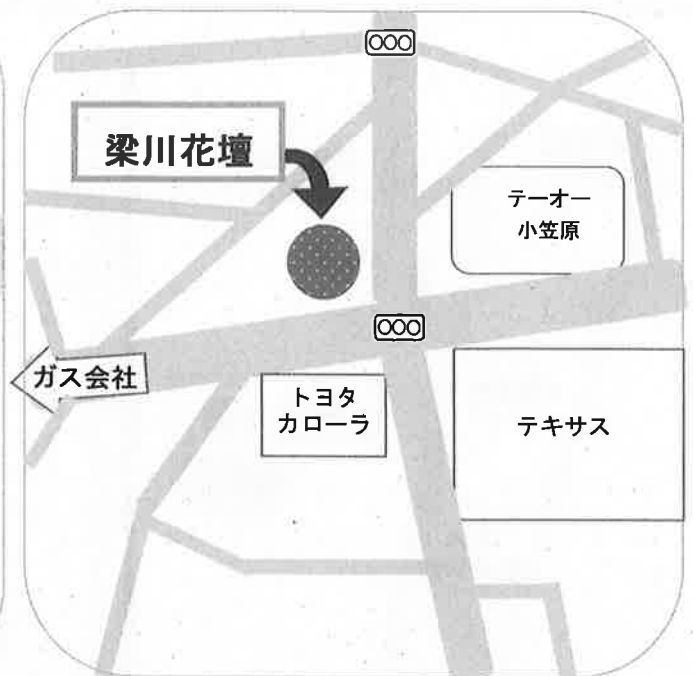 梁川花壇
テーオー
小笠原
ガス会社
トヨタ
カローラ
テキサス